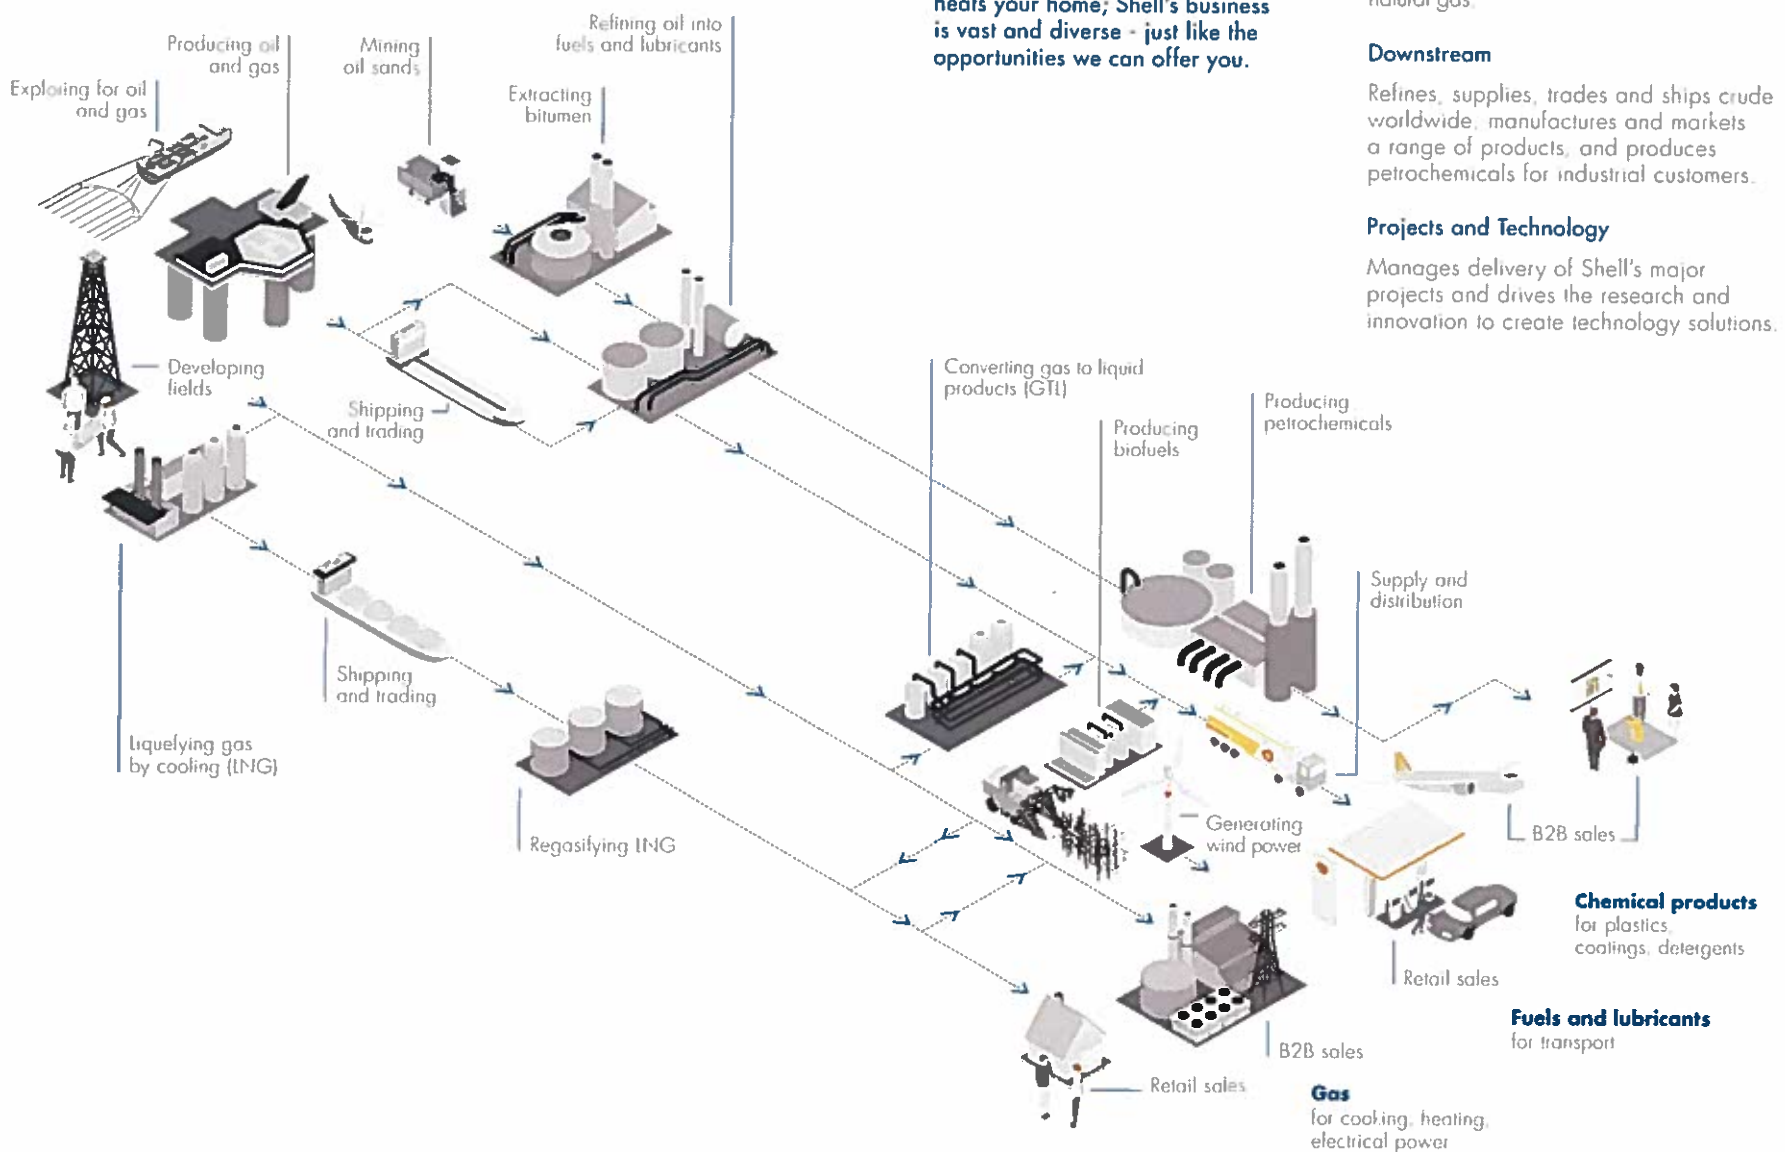 heats your home; Shell's business
is vast and diverse - just like the
opportunities we can offer you.
natural gas.
Downstream
Refines, supplies, trades and ships crude
worldwide, manufactures and markets
a range of products, and produces
petrochemicals for industrial customers.
Projects and Technology
Manages delivery of Shell's major
projects and drives the research and
innovation to create technology solutions.
Exploring for oil
and gas
Producing oil
and gas
Mining
oil sands
Extracting
bitumen
Refining oil into
fuels and lubricants
Developing
fields
Shipping
and trading
Converting gas to liquid
products (GTL)
Producing
biofuels
Producing
petrochemicals
Supply and
distribution
Liquefying gas
by cooling (LNG)
Shipping
and trading
Regasifying LNG
Generating
wind power
B2B sales
Chemical products
for plastics,
coatings, detergents
Retail sales
Fuels and lubricants
for transport
B2B sales
Retail sales
Gas
for cooking, heating,
electrical power